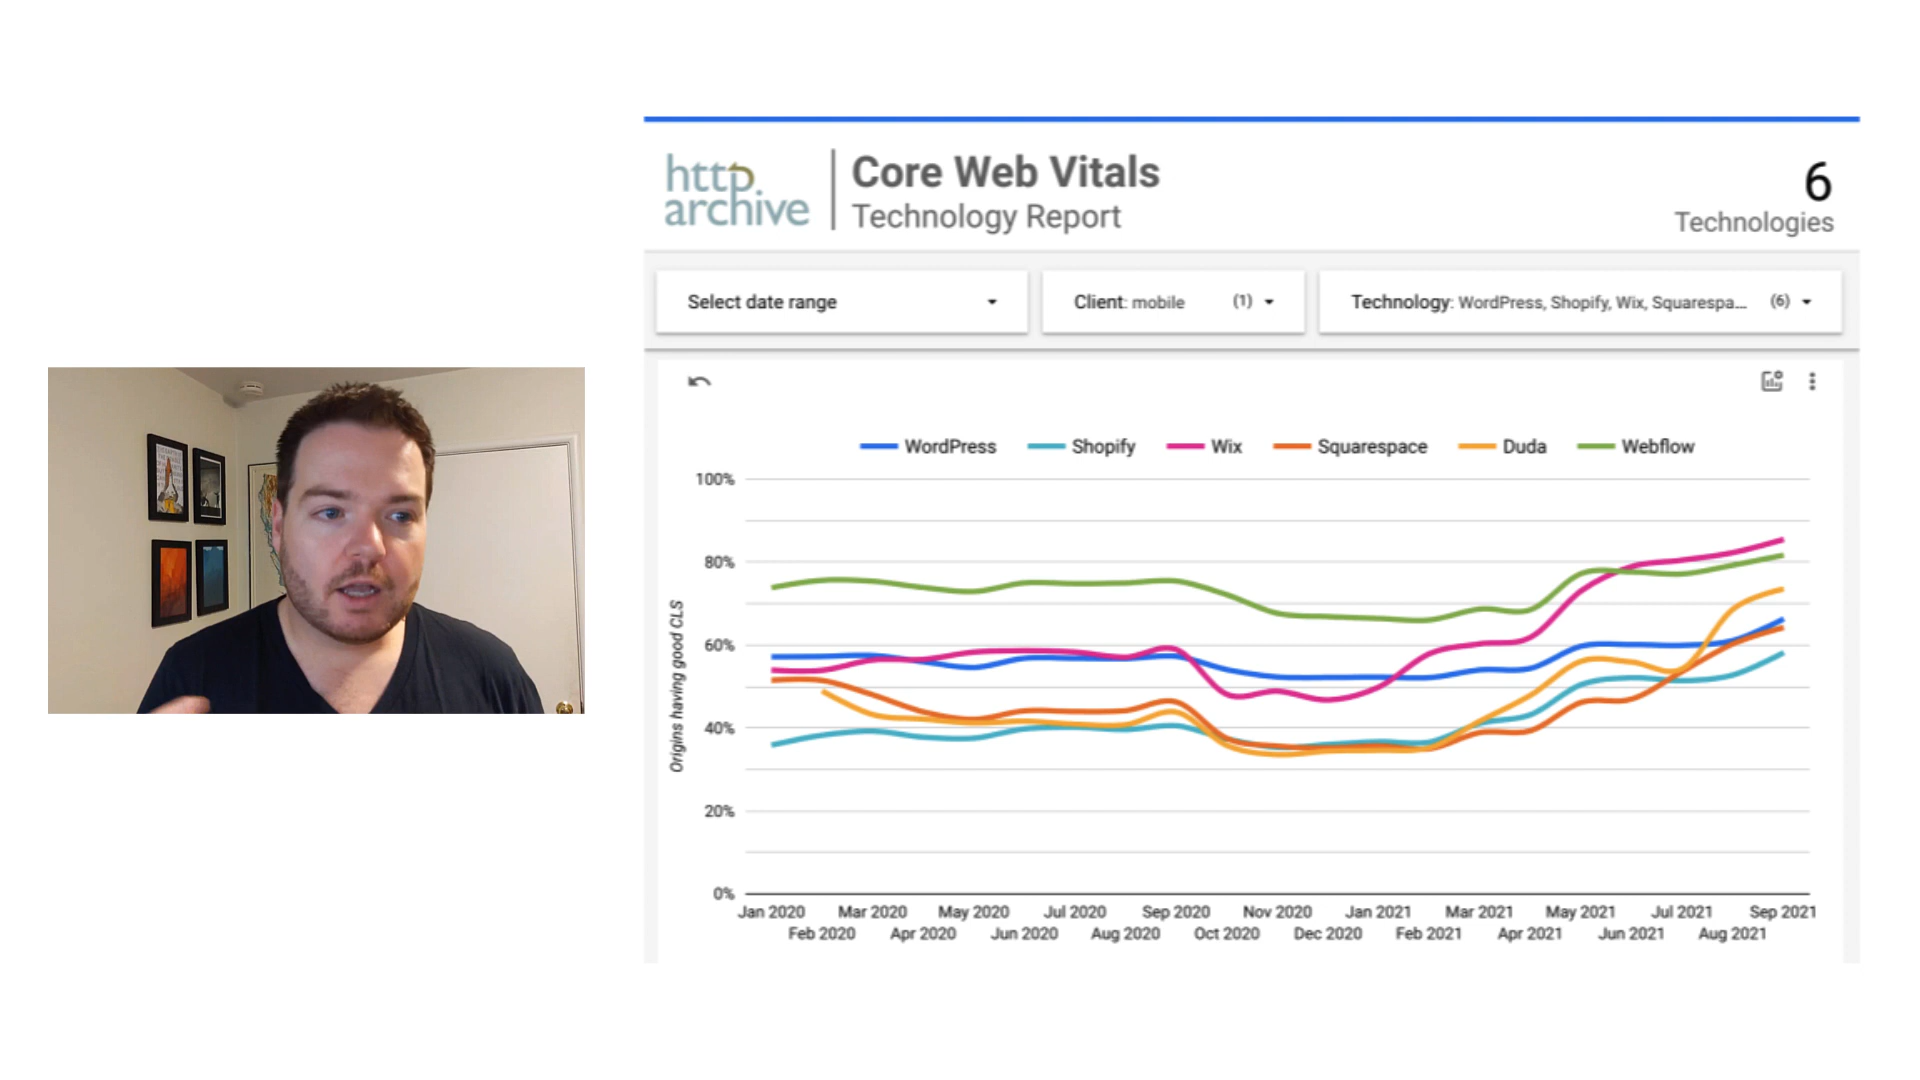 http
archive
Core Web Vitals
Technology Report
6
Technologies
Select date range
Client: mobile (1)
Technology: WordPress, Shopify, Wix, Squarespa... (6)
WordPress Shopify Wix Squarespace Duda Webflow
Origins having good CLS
100%
80%
60%
40%
20%
0%
Jan 2020 Mar 2020 May 2020 Jul 2020 Sep 2020 Nov 2020 Jan 2021 Mar 2021 May 2021 Jul 2021 Sep 2021
Feb 2020 Apr 2020 Jun 2020 Aug 2020 Oct 2020 Dec 2020 Feb 2021 Apr 2021 Jun 2021 Aug 2021